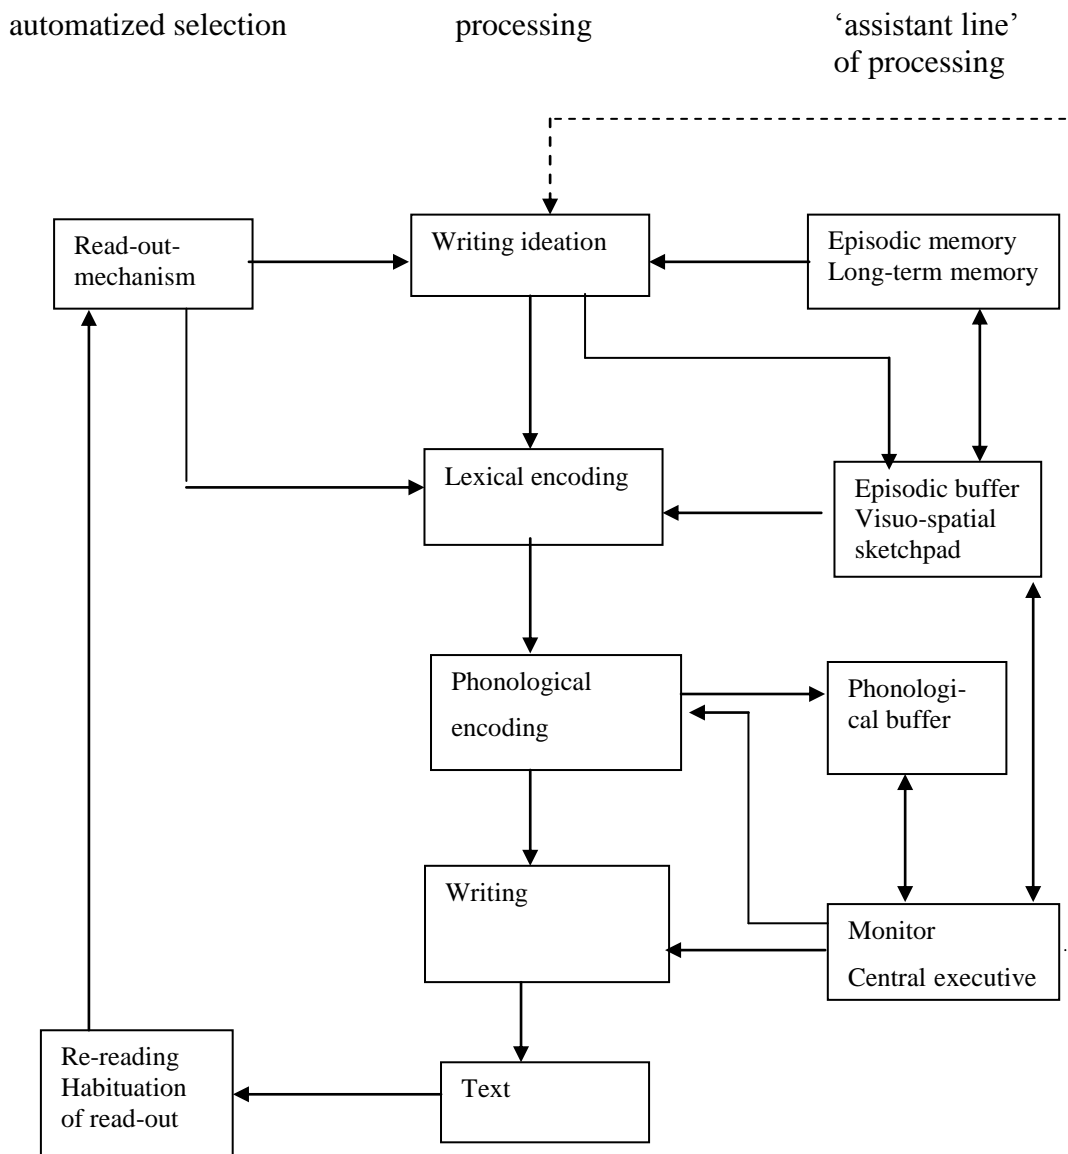 automatized selection
processing
‘assistant line’
of processing
Read-out-
mechanism
Writing ideation
Episodic memory
Long-term memory
Lexical encoding
Episodic buffer
Visuo-spatial
sketchpad
Phonological
encoding
Phonologi-
cal buffer
Writing
Monitor
Central executive
Re-reading
Habituation
of read-out
Text